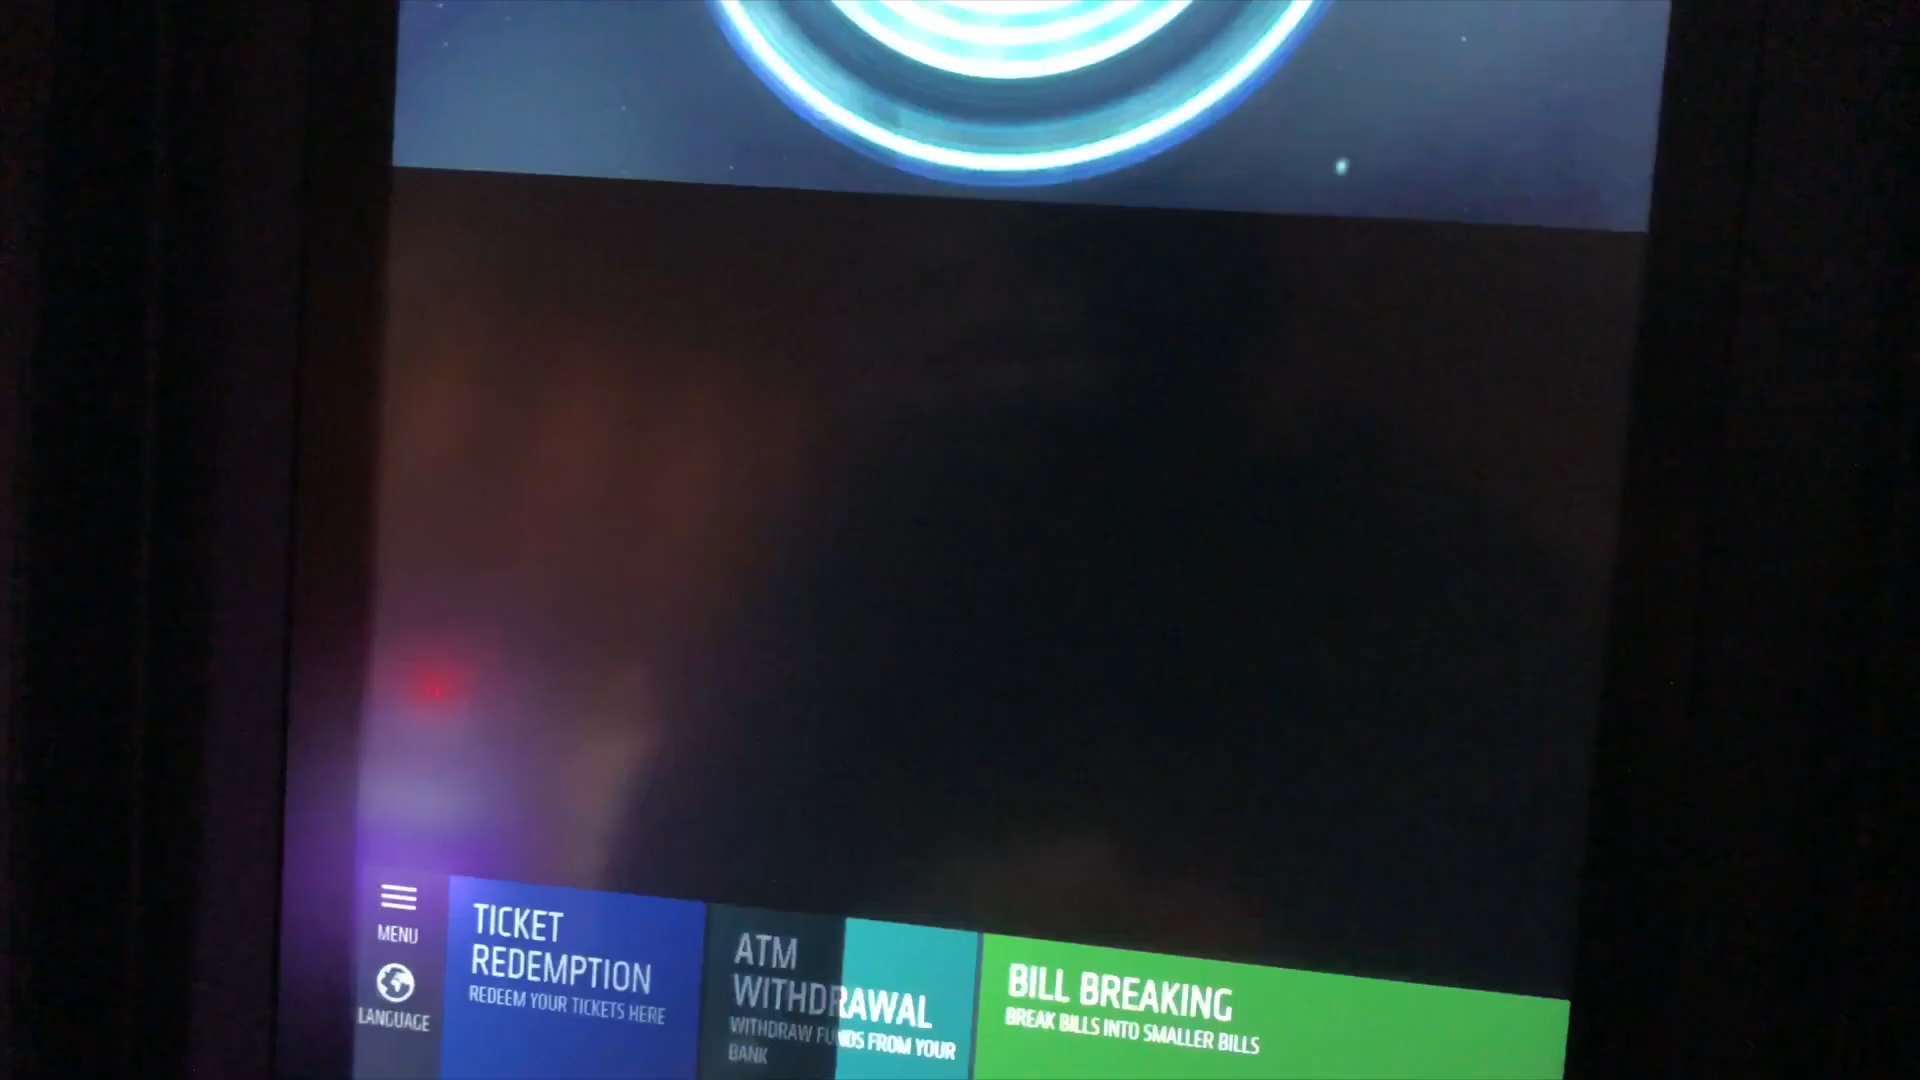 MENU
LANGUAGE
TICKET
REDEMPTION
REDEEM YOUR TICKETS HERE
ATM
WITHDRAWAL
WITHDRAW FUNDS FROM YOUR
BANK
BILL BREAKING
BREAK BILLS INTO SMALLER BILLS